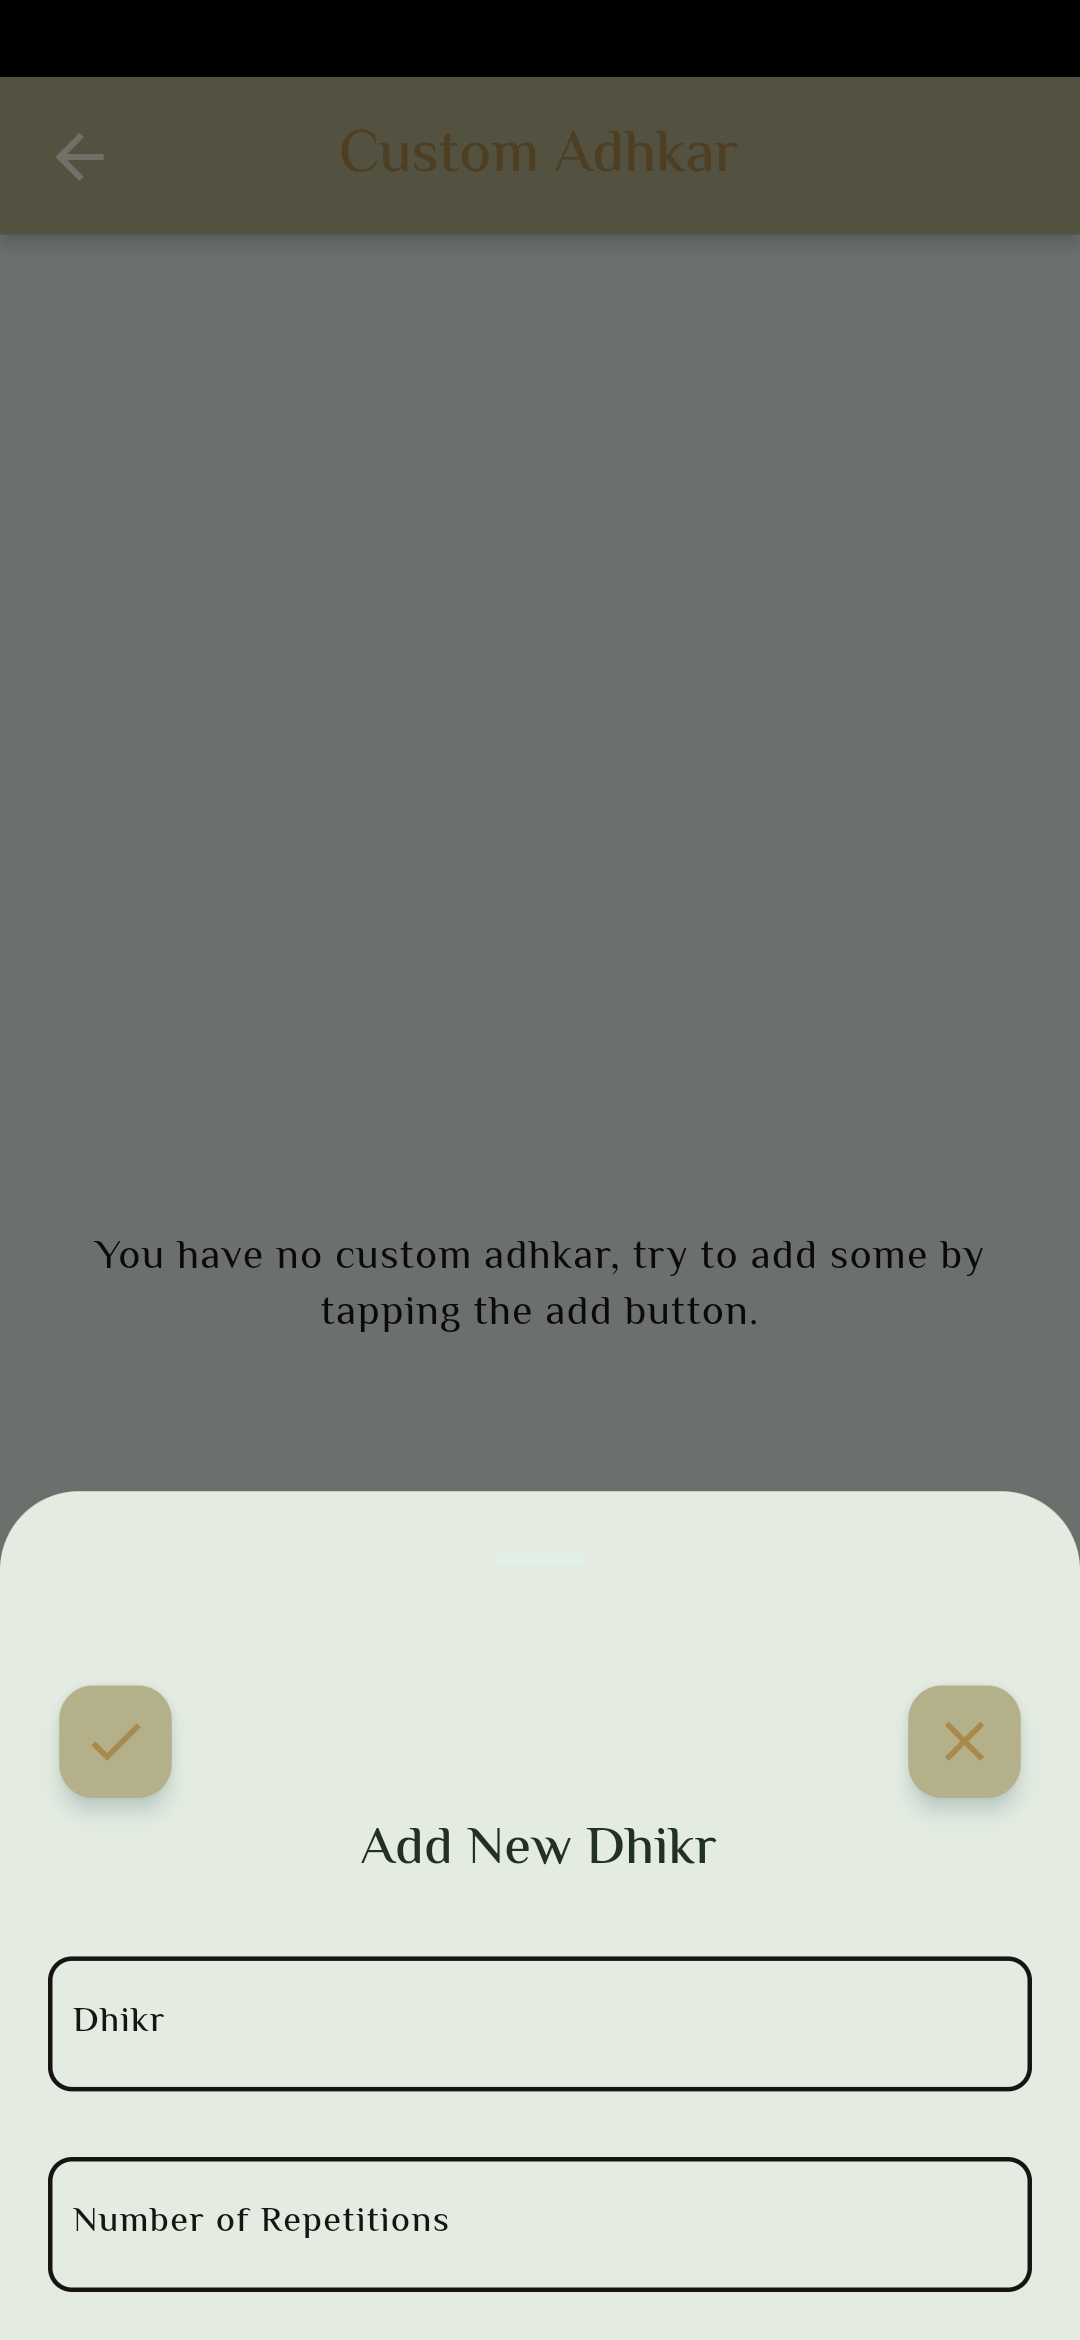 Custom Adhkar
You have no custom adhkar, try to add some by
tapping the add button.
Add New Dhikr
Dhikr
Number of Repetitions